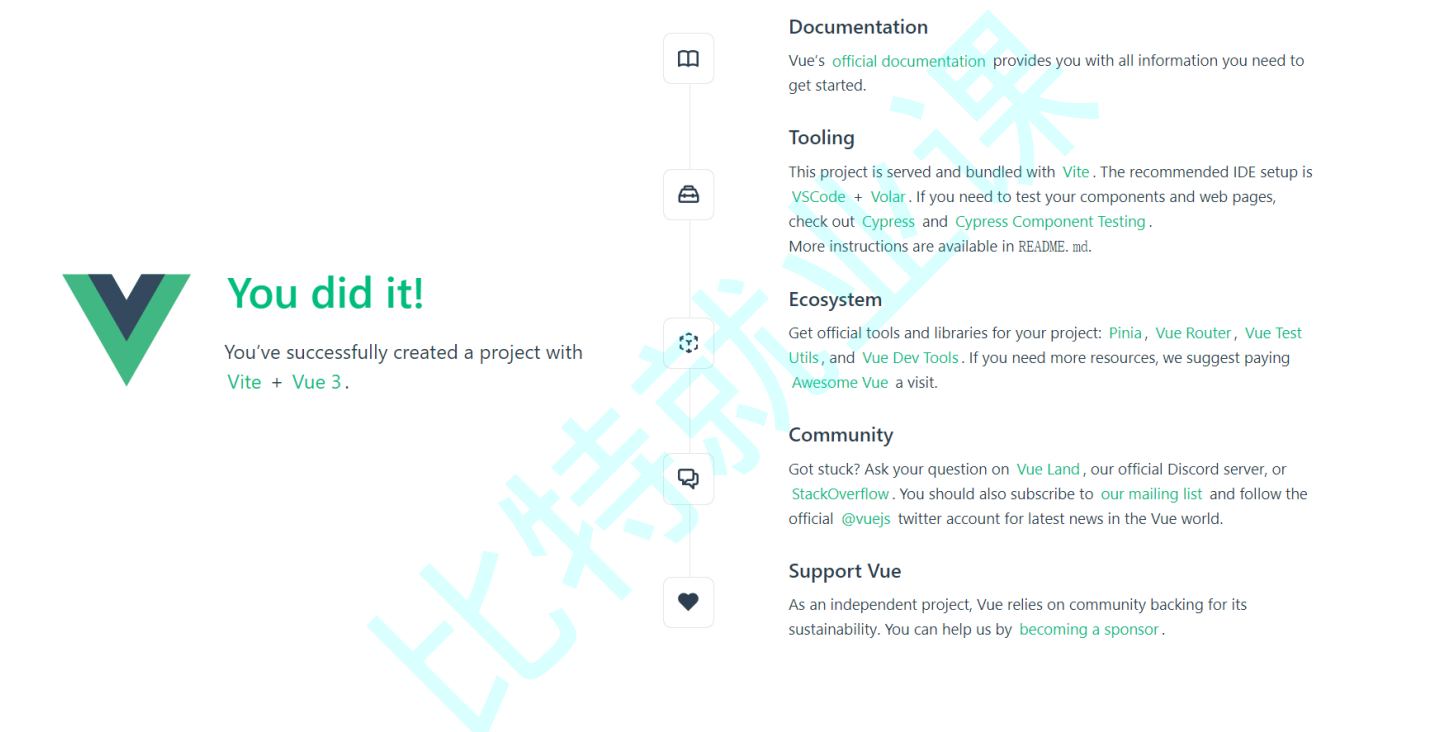 You did it!
You've successfully created a project with
Vite + Vue 3.
Documentation
Vue's official documentation provides you with all information you need to
get started.
Tooling
This project is served and bundled with Vite. The recommended IDE setup is
VSCode + Volar. If you need to test your components and web pages,
check out Cypress and Cypress Component Testing.
More instructions are available in README.md.
Ecosystem
Get official tools and libraries for your project: Pinia, Vue Router, Vue Test
Utils, and Vue Dev Tools. If you need more resources, we suggest paying
Awesome Vue a visit.
Community
Got stuck? Ask your question on Vue Land, our official Discord server, or
StackOverflow. You should also subscribe to our mailing list and follow the
official @vuejs twitter account for latest news in the Vue world.
Support Vue
As an independent project, Vue relies on community backing for its
sustainability. You can help us by becoming a sponsor.
比特就业课